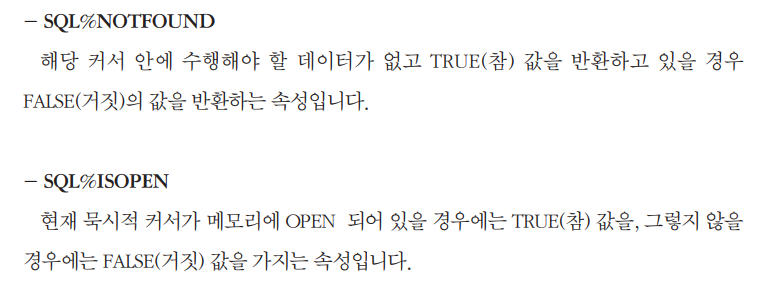 – SQL%NOTFOUND
해당 커서 안에 수행해야 할 데이터가 없고 TRUE(참) 값을 반환하고 있을 경우
FALSE(거짓)의 값을 반환하는 속성입니다.
– SQL%ISOPEN
현재 묵시적 커서가 메모리에 OPEN 되어 있을 경우에는 TRUE(참) 값을, 그렇지 않을
경우에는 FALSE(거짓) 값을 가지는 속성입니다.